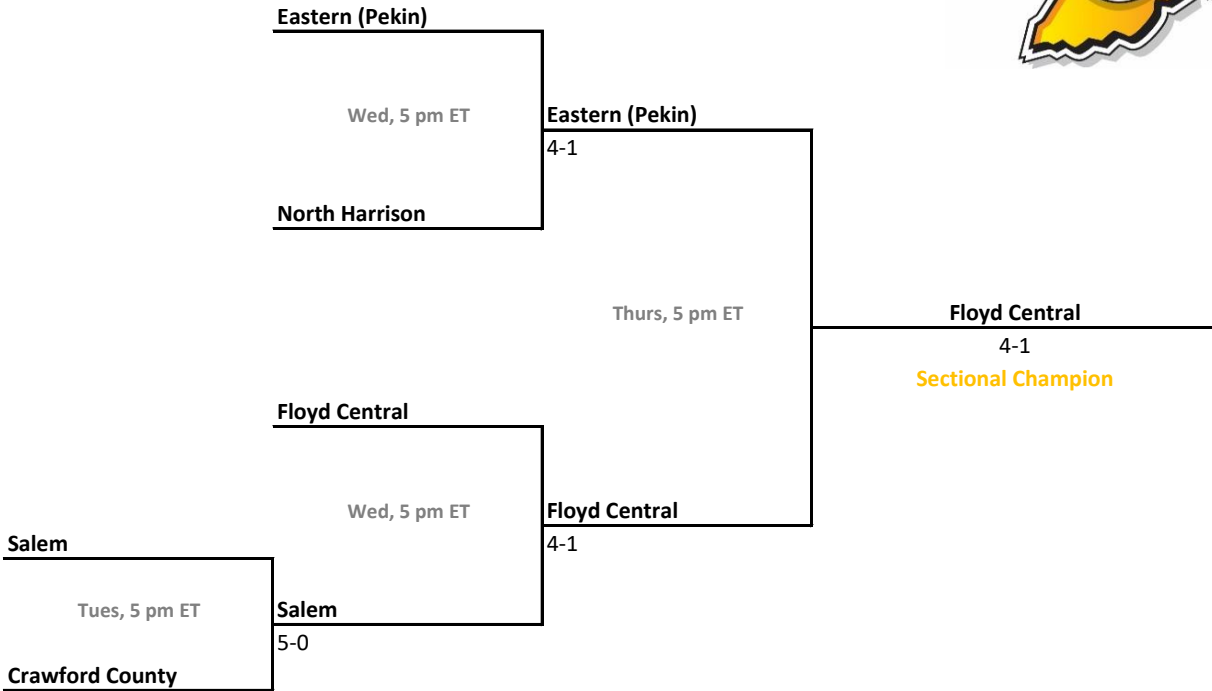 Eastern (Pekin)
Wed, 5 pm ET
Eastern (Pekin)
4-1
North Harrison
Thurs, 5 pm ET
Floyd Central
4-1
Sectional Champion
Floyd Central
Wed, 5 pm ET
Floyd Central
4-1
Salem
Tues, 5 pm ET
Salem
5-0
Crawford County